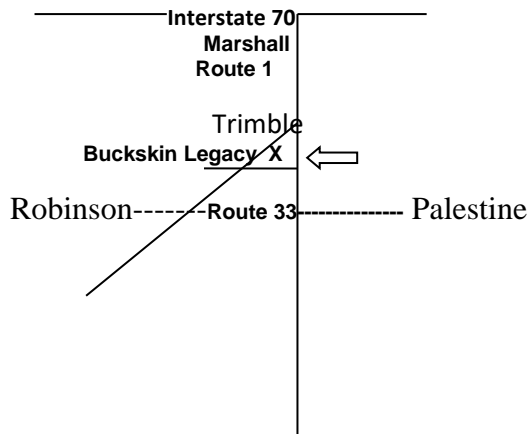 Interstate 70
Marshall
Route 1
Trimble
Buckskin Legacy X
Robinson Route 33 Palestine